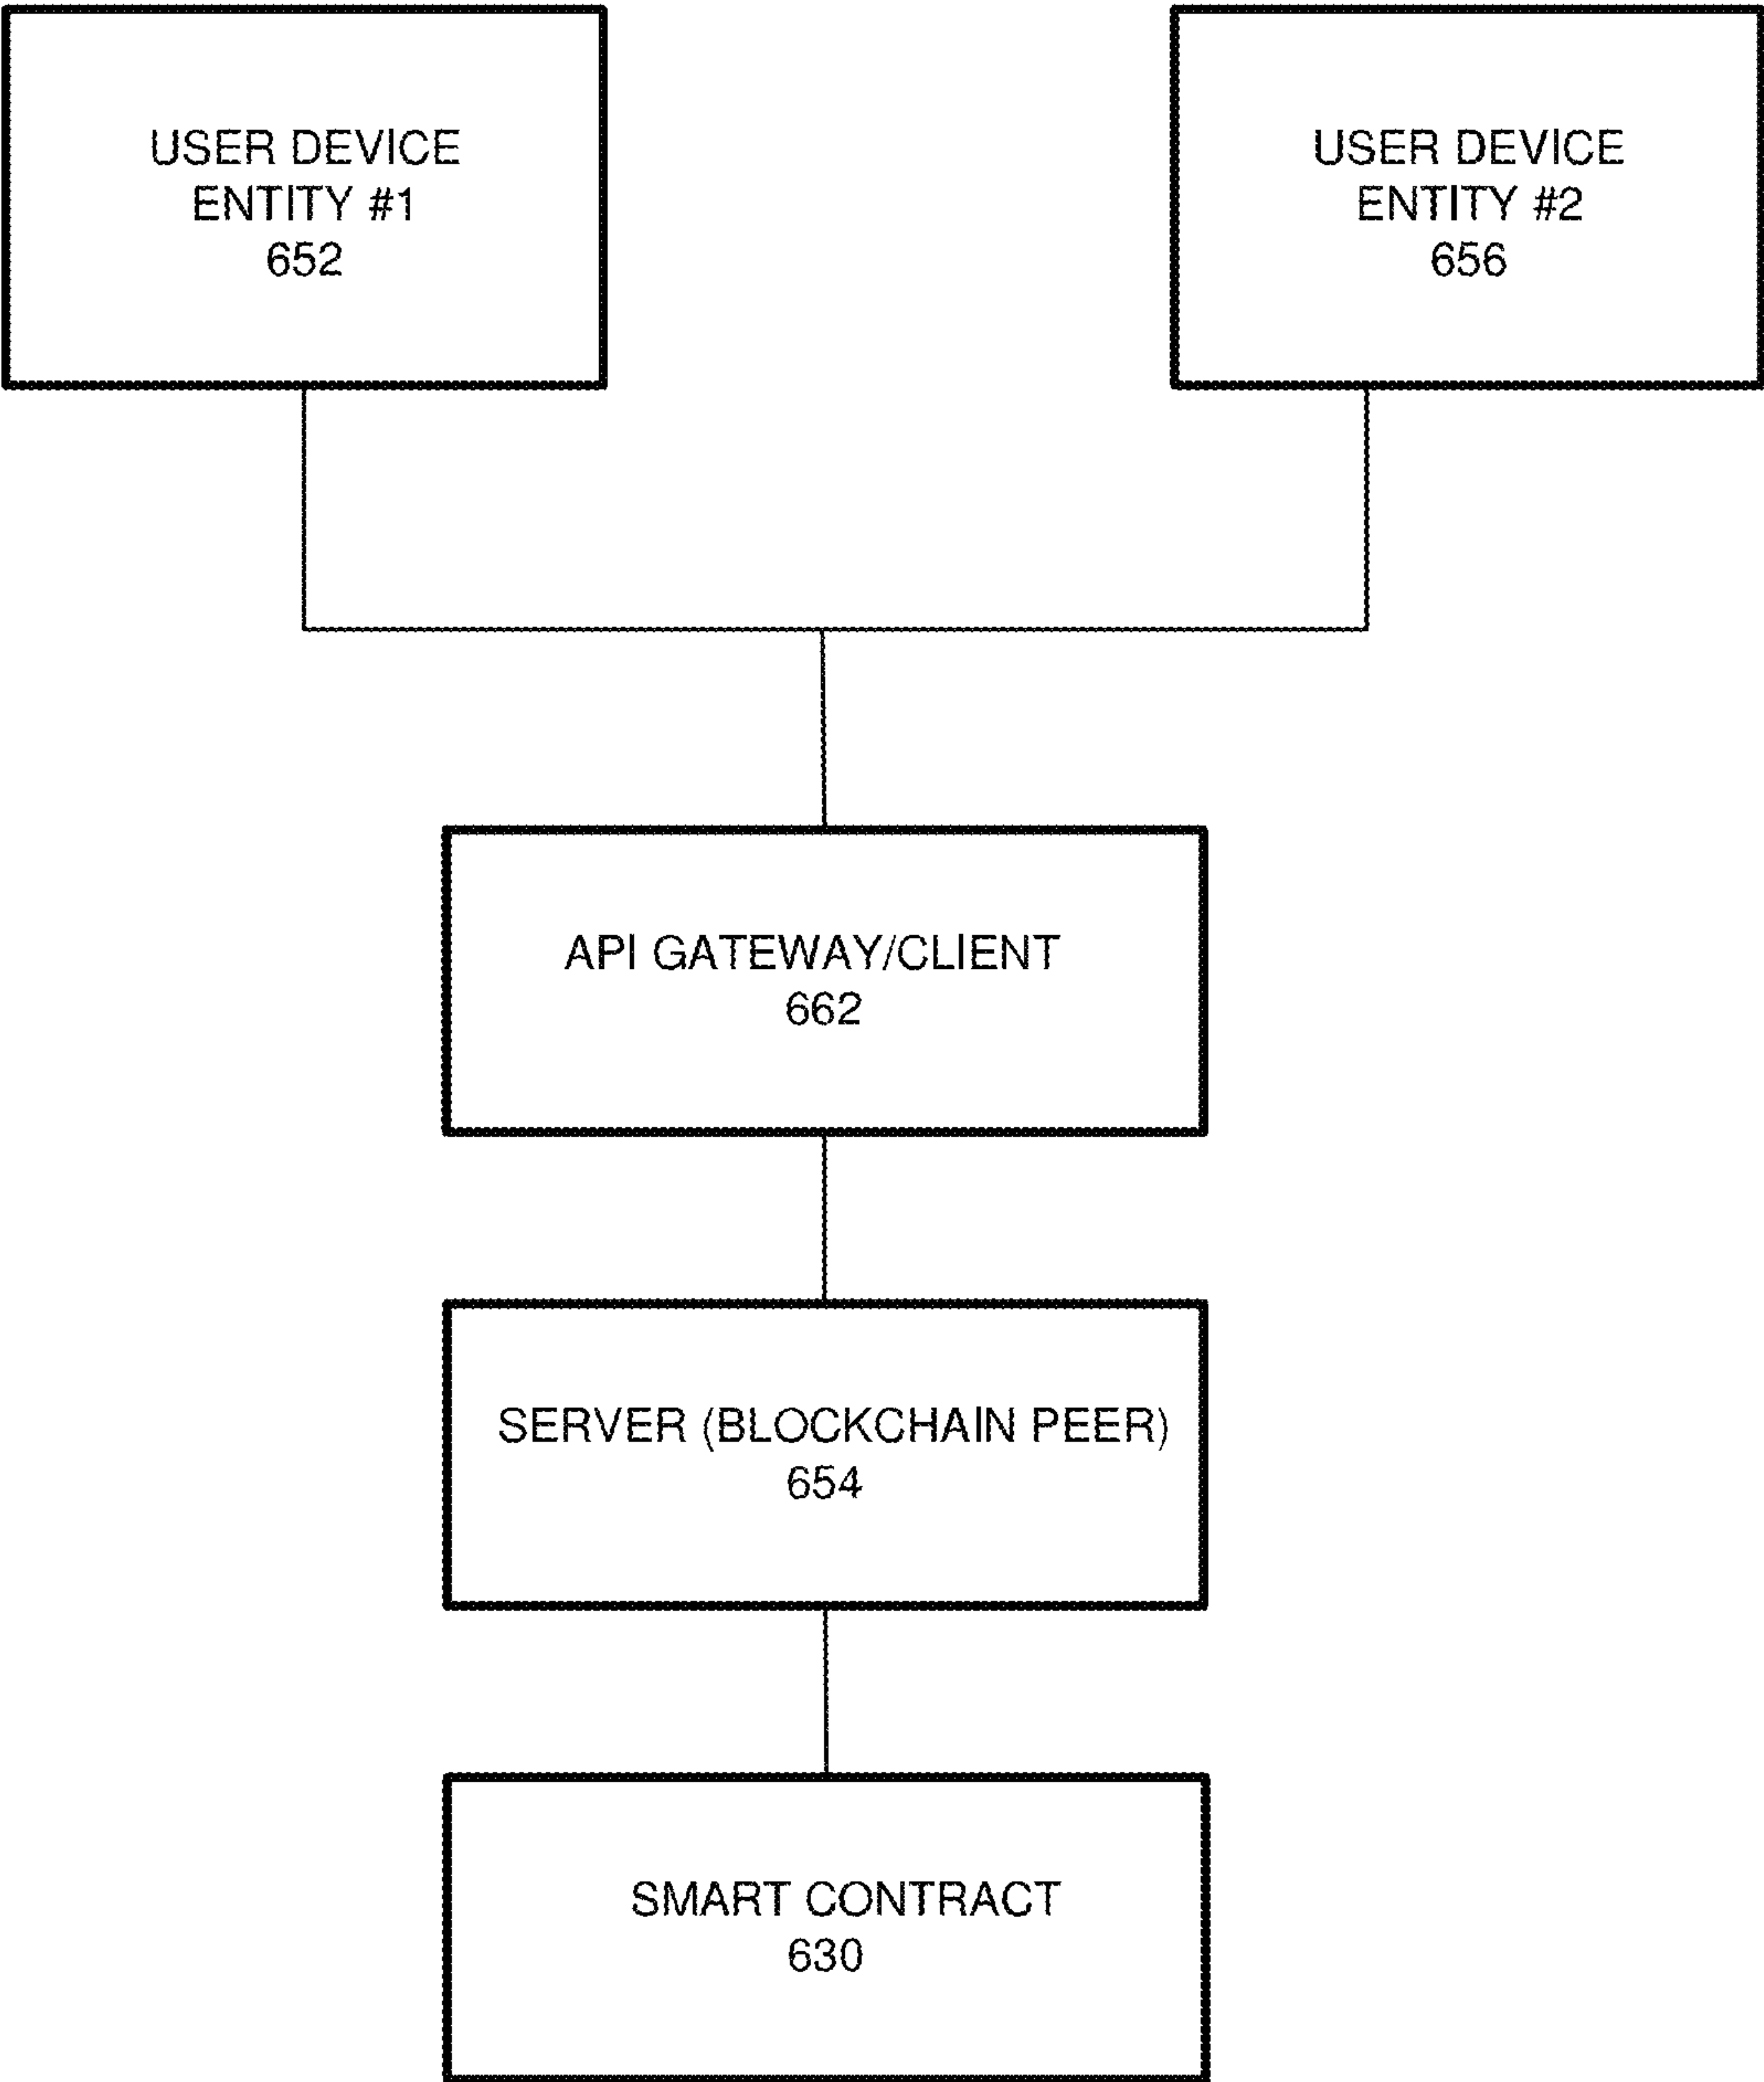 USER DEVICE
ENTITY #1
652
USER DEVICE
ENTITY #2
656
API GATEWAY/CLIENT
662
SERVER (BLOCKCHAIN PEER)
654
SMART CONTRACT
630